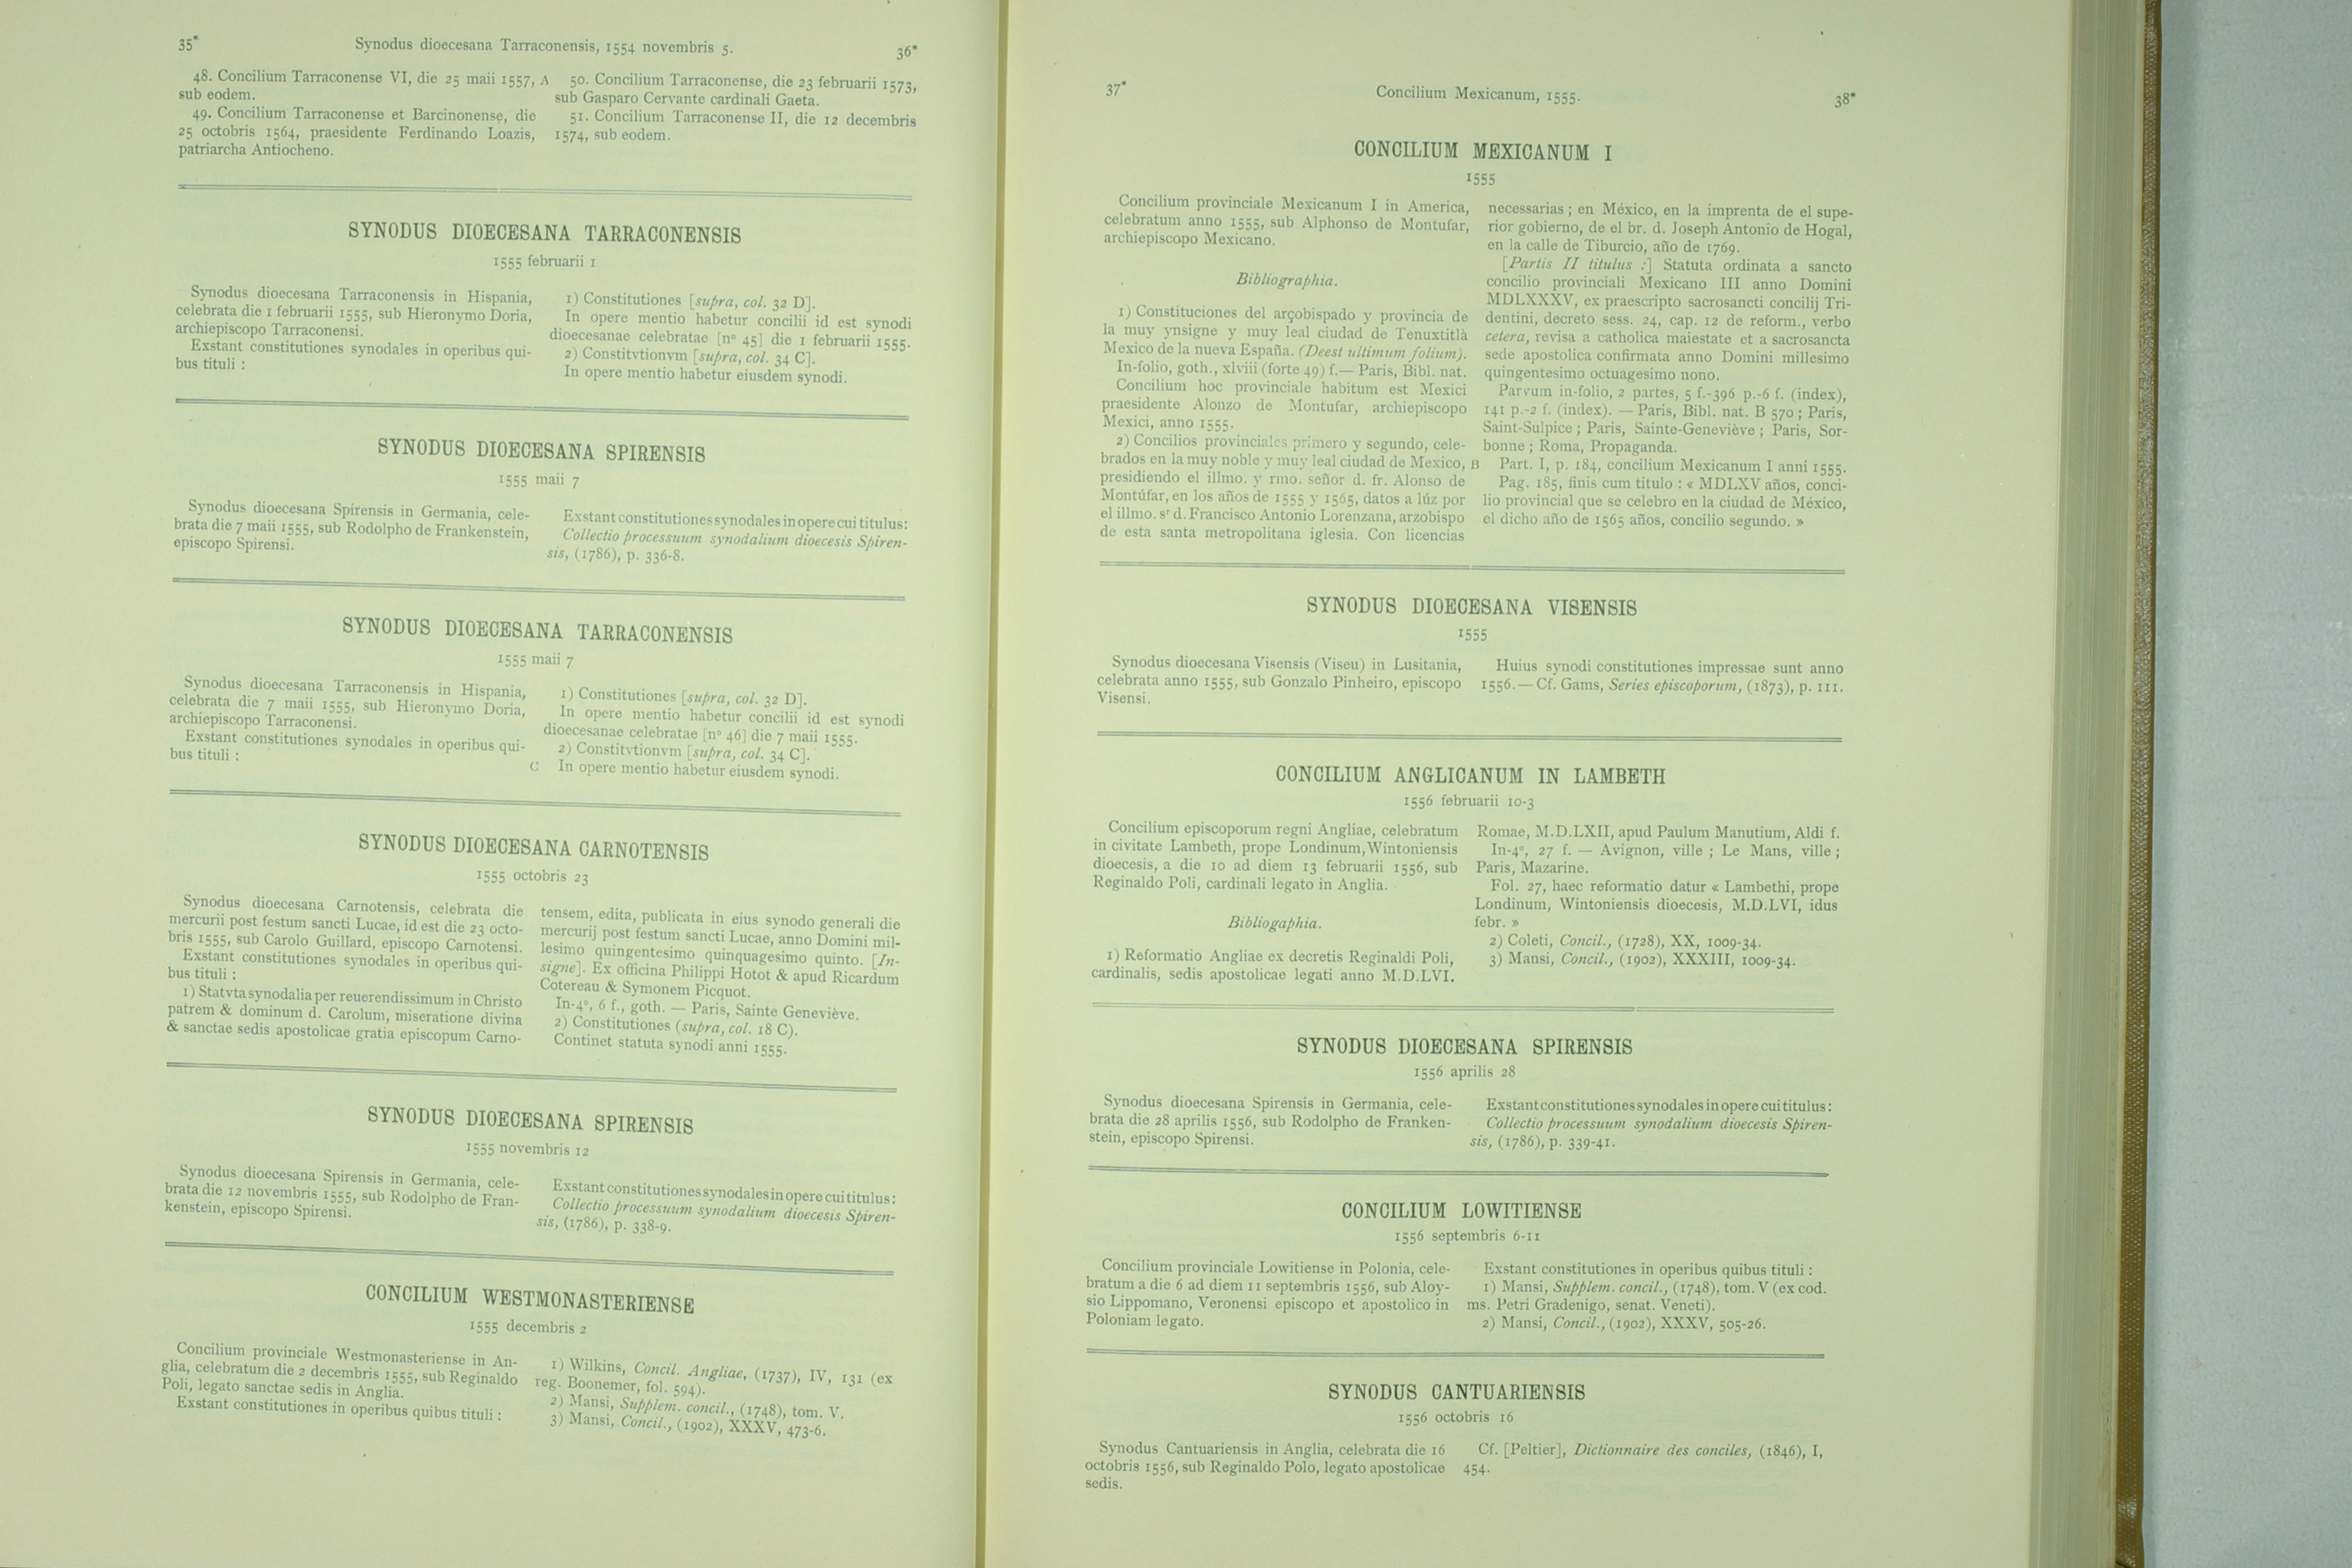 35*
Synodus dioecesana Tarraconensis, 1554 novembris 5.
36*
48. Concilium Tarraconense VI, die 25 maii 1557,
sub eodem.
49. Concilium Tarraconense et Barcinonense, die
25 octobris 1564, praesidente Ferdinando Loazis,
patriarcha Antiocheno.
A
50. Concilium Tarraconense, die 23 februarii 1573,
sub Gasparo Cervante cardinali Gaeta.
51. Concilium Tarraconense II, die 12 decembris
1574, sub eodem.
SYNODUS DIOECESANA TARRACONENSIS
1555 februarii 1
Synodus dioecesana Tarraconensis in Hispania,
celebrata die 1 februarii 1555, sub Hieronymo Doria,
archiepiscopo Tarraconensi.
Exstant constitutiones synodales in operibus qui-
bus tituli :
1) Constitutiones [supra, col. 32 D].
In opere mentio habetur concilii id est synodi
dioecesanae celebratae [nº 45] die 1 februarii 1555.
2) Constitvtionvm [supra, col. 34 C].
In opere mentio habetur eiusdem synodi.
SYNODUS DIOECESANA SPIRENSIS
1555 maii 7
Synodus dioecesana Spirensis in Germania, cele-
brata die 7 maii 1555, sub Rodolpho de Frankenstein,
episcopo Spirensi.
Exstant constitutiones synodales in opere cui titulus:
Collectio processuum synodalium dioecesis Spiren-
sis, (1786), p. 336-8.
SYNODUS DIOECESANA TARRACONENSIS
1555 maii 7
Synodus dioecesana Tarraconensis in Hispania,
celebrata die 7 maii 1555, sub Hieronymo Doria,
archiepiscopo Tarraconensi.
Exstant constitutiones synodales in operibus qui-
bus tituli :
1) Constitutiones [supra, col. 32 D].
In opere mentio habetur concilii id est synodi
dioecesanae celebratae [nº 46] die 7 maii 1555.
2) Constitvtionvm [supra, col. 34 C].
C
In opere mentio habetur eiusdem synodi.
SYNODUS DIOECESANA CARNOTENSIS
1555 octobris 23
Synodus dioecesana Carnotensis, celebrata die
mercurii post festum sancti Lucae, id est die 23 octo-
bris 1555, sub Carolo Guillard, episcopo Carnotensi.
Exstant constitutiones synodales in operibus qui-
bus tituli :
1) Statvta synodalia per reuerendissimum in Christo
patrem & dominum d. Carolum, miseratione divina
& sanctae sedis apostolicae gratia episcopum Carno-
tensem, edita, publicata in eius synodo generali die
mercurij post festum sancti Lucae, anno Domini mil-
lesimo quingentesimo quinquagesimo quinto. [In-
signe]. Ex officina Philippi Hotot & apud Ricardum
Cotereau & Symonem Picquot.
In-4º, 6 f., goth. — Paris, Sainte Geneviève.
2) Constitutiones (supra, col. 18 C).
Continet statuta synodi anni 1555.
SYNODUS DIOECESANA SPIRENSIS
1555 novembris 12
Synodus dioecesana Spirensis in Germania, cele-
brata die 12 novembris 1555, sub Rodolpho de Fran-
kenstein, episcopo Spirensi.
Exstant constitutiones synodales in opere cui titulus:
Collectio processuum synodalium dioecesis Spiren-
sis, (1786), p. 338-9.
CONCILIUM WESTMONASTERIENSE
1555 decembris 2
Concilium provinciale Westmonasteriense in An-
glia, celebratum die 2 decembris 1555, sub Reginaldo
Poli, legato sanctae sedis in Anglia.
Exstant constitutiones in operibus quibus tituli :
1) Wilkins, Concil. Angliae, (1737), IV, 131 (ex
reg. Boonemer, fol. 594).
2) Mansi, Supplem. concil., (1748), tom. V.
3) Mansi, Concil., (1902), XXXV, 473-6.
37*
Concilium Mexicanum, 1555.
38*
CONCILIUM MEXICANUM I
1555
Concilium provinciale Mexicanum I in America,
celebratum anno 1555, sub Alphonso de Montufar,
archiepiscopo Mexicano.
Bibliographia.
1) Constituciones del arçobispado y provincia de
la muy ynsigne y muy leal ciudad de Tenuxtitlà
Mexico de la nueva España. (Deest ultimum folium).
In-folio, goth., xlviii (forte 49) f.— Paris, Bibl. nat.
Concilium hoc provinciale habitum est Mexici
praesidente Alonzo de Montufar, archiepiscopo
Mexici, anno 1555.
2) Concilios provinciales primero y segundo, cele-
brados en la muy noble y muy leal ciudad de Mexico,
presidiendo el illmo. y rmo. señor d. fr. Alonso de
Montúfar, en los años de 1555 y 1565, datos a lúz por
el illmo. sr d. Francisco Antonio Lorenzana, arzobispo
de esta santa metropolitana iglesia. Con licencias
necessarias ; en México, en la imprenta de el supe-
rior gobierno, de el br. d. Joseph Antonio de Hogal,
en la calle de Tiburcio, año de 1769.
[Partis II titulus :] Statuta ordinata a sancto
concilio provinciali Mexicano III anno Domini
MDLXXXV, ex praescripto sacrosancti concilij Tri-
dentini, decreto sess. 24, cap. 12 de reform., verbo
cetera, revisa a catholica maiestate et a sacrosancta
sede apostolica confirmata anno Domini millesimo
quingentesimo octuagesimo nono.
Parvum in-folio, 2 partes, 5 f.-396 p.-6 f. (index),
141 p.-2 f. (index). — Paris, Bibl. nat. B 570 ; Paris,
Saint-Sulpice ; Paris, Sainte-Geneviève ; Paris, Sor-
bonne ; Roma, Propaganda.
B
Part. I, p. 184, concilium Mexicanum I anni 1555.
Pag. 185, finis cum titulo : « MDLXV años, conci-
lio provincial que se celebro en la ciudad de México,
el dicho año de 1565 años, concilio segundo. »
SYNODUS DIOECESANA VISENSIS
1555
Synodus dioecesana Visensis (Viseu) in Lusitania,
celebrata anno 1555, sub Gonzalo Pinheiro, episcopo
Visensi.
Huius synodi constitutiones impressae sunt anno
1556. — Cf. Gams, Series episcoporum, (1873), p. 111.
CONCILIUM ANGLICANUM IN LAMBETH
1556 februarii 10-3
Concilium episcoporum regni Angliae, celebratum
in civitate Lambeth, prope Londinum, Wintoniensis
dioecesis, a die 10 ad diem 13 februarii 1556, sub
Reginaldo Poli, cardinali legato in Anglia.
Bibliogaphia.
1) Reformatio Angliae ex decretis Reginaldi Poli,
cardinalis, sedis apostolicae legati anno M.D.LVI.
Romae, M.D.LXII, apud Paulum Manutium, Aldi f.
In-4º, 27 f. — Avignon, ville ; Le Mans, ville ;
Paris, Mazarine.
Fol. 27, haec reformatio datur « Lambethi, prope
Londinum, Wintoniensis dioecesis, M.D.LVI, idus
febr. »
2) Coleti, Concil., (1728), XX, 1009-34.
3) Mansi, Concil., (1902), XXXIII, 1009-34.
SYNODUS DIOECESANA SPIRENSIS
1556 aprilis 28
Synodus dioecesana Spirensis in Germania, cele-
brata die 28 aprilis 1556, sub Rodolpho de Franken-
stein, episcopo Spirensi.
Exstant constitutiones synodales in opere cui titulus:
Collectio processuum synodalium dioecesis Spiren-
sis, (1786), p. 339-41.
CONCILIUM LOWITIENSE
1556 septembris 6-11
Concilium provinciale Lowitiense in Polonia, cele-
bratum a die 6 ad diem 11 septembris 1556, sub Aloy-
sio Lippomano, Veronensi episcopo et apostolico in
Poloniam legato.
Exstant constitutiones in operibus quibus tituli :
1) Mansi, Supplem. concil., (1748), tom. V (ex cod.
ms. Petri Gradenigo, senat. Veneti).
2) Mansi, Concil., (1902), XXXV, 505-26.
SYNODUS CANTUARIENSIS
1556 octobris 16
Synodus Cantuariensis in Anglia, celebrata die 16
octobris 1556, sub Reginaldo Polo, legato apostolicae
sedis.
Cf. [Peltier], Dictionnaire des conciles, (1846), I,
454.